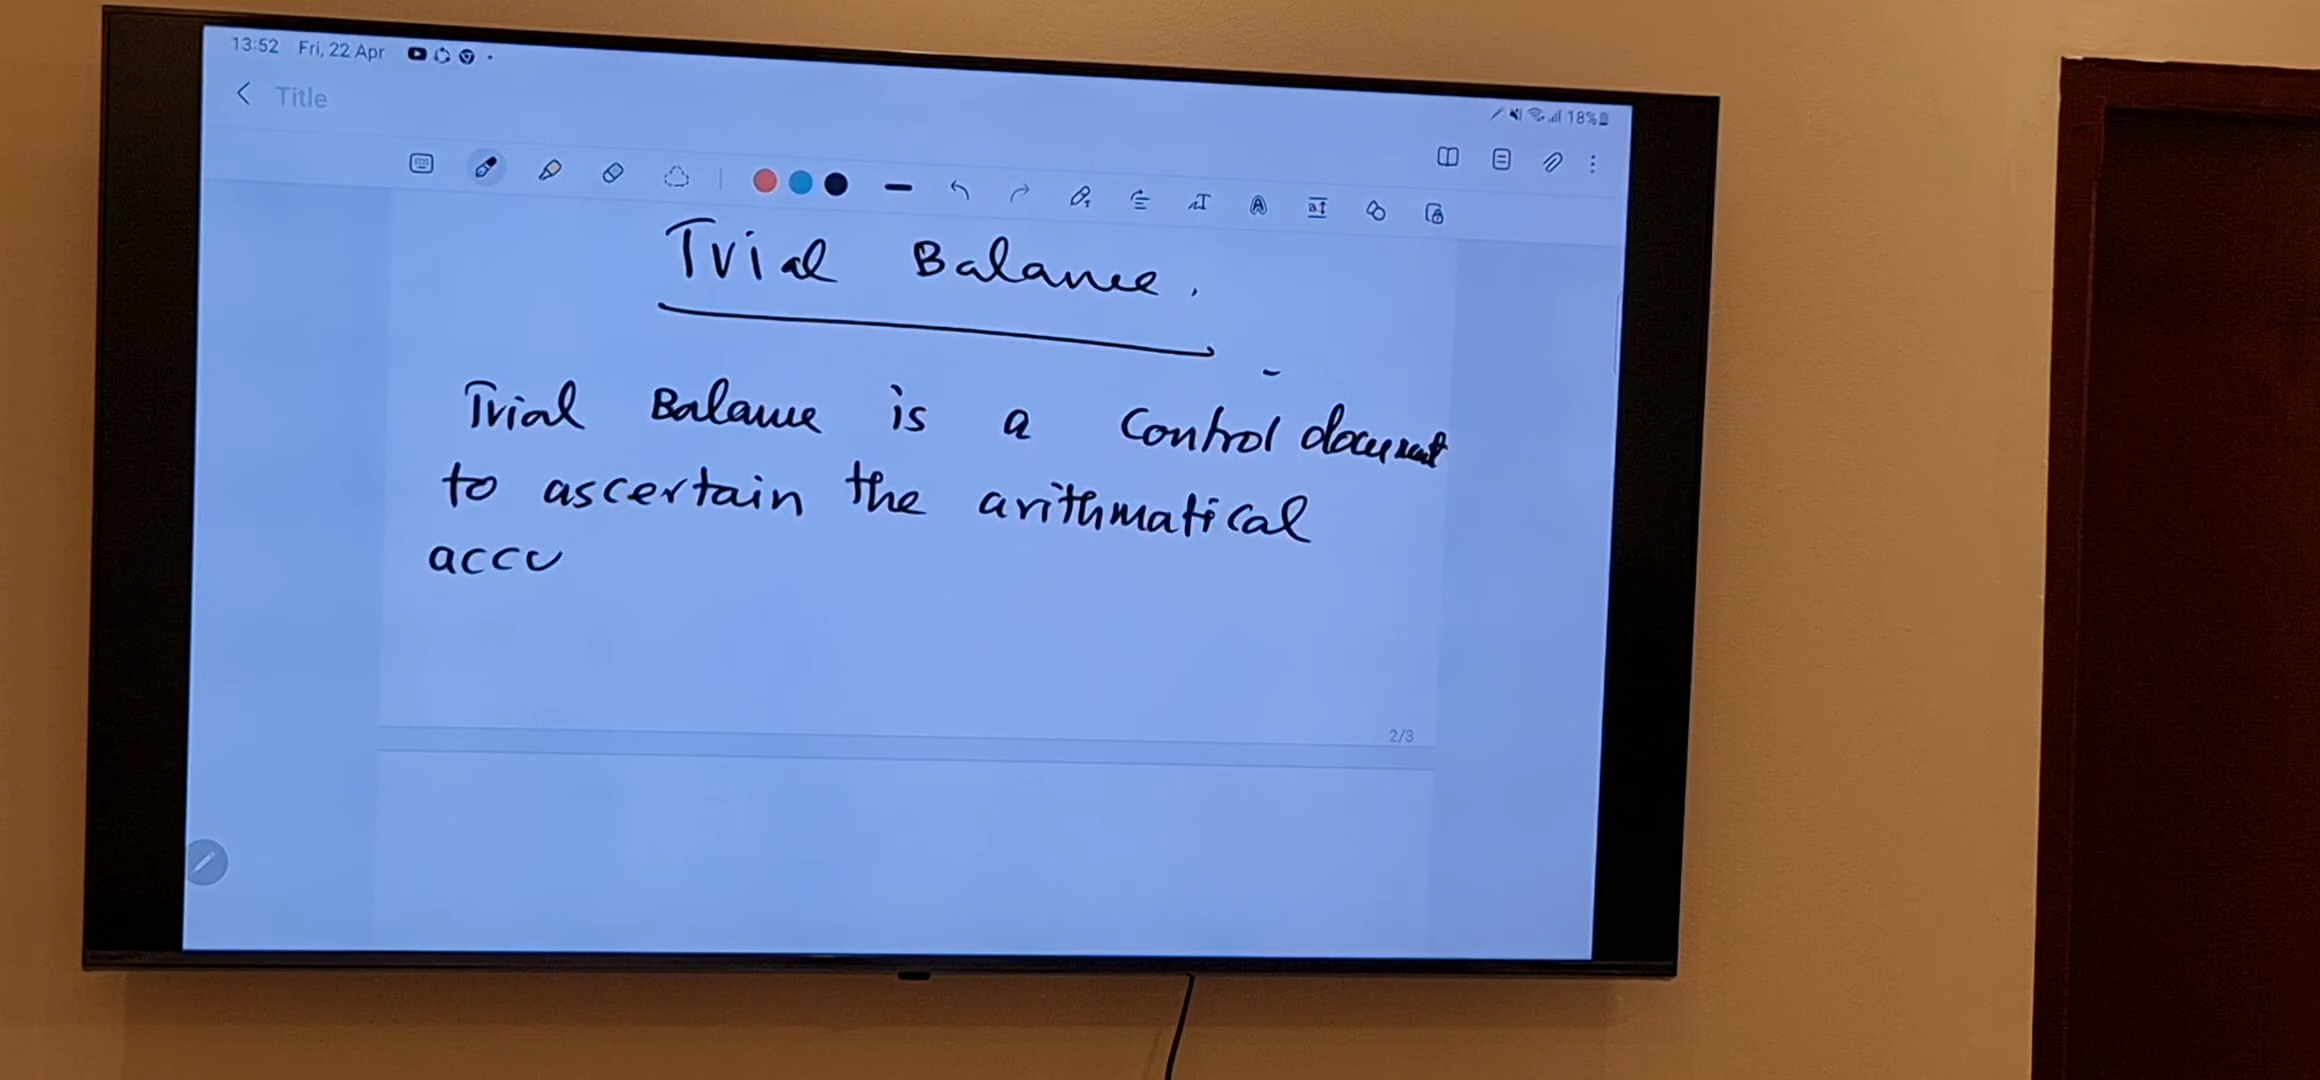 13:52 Fri, 22 Apr
18%
Title
Trial Balance.
Trial Balance is a control document
to ascertain the arithmatical
accu
2/3